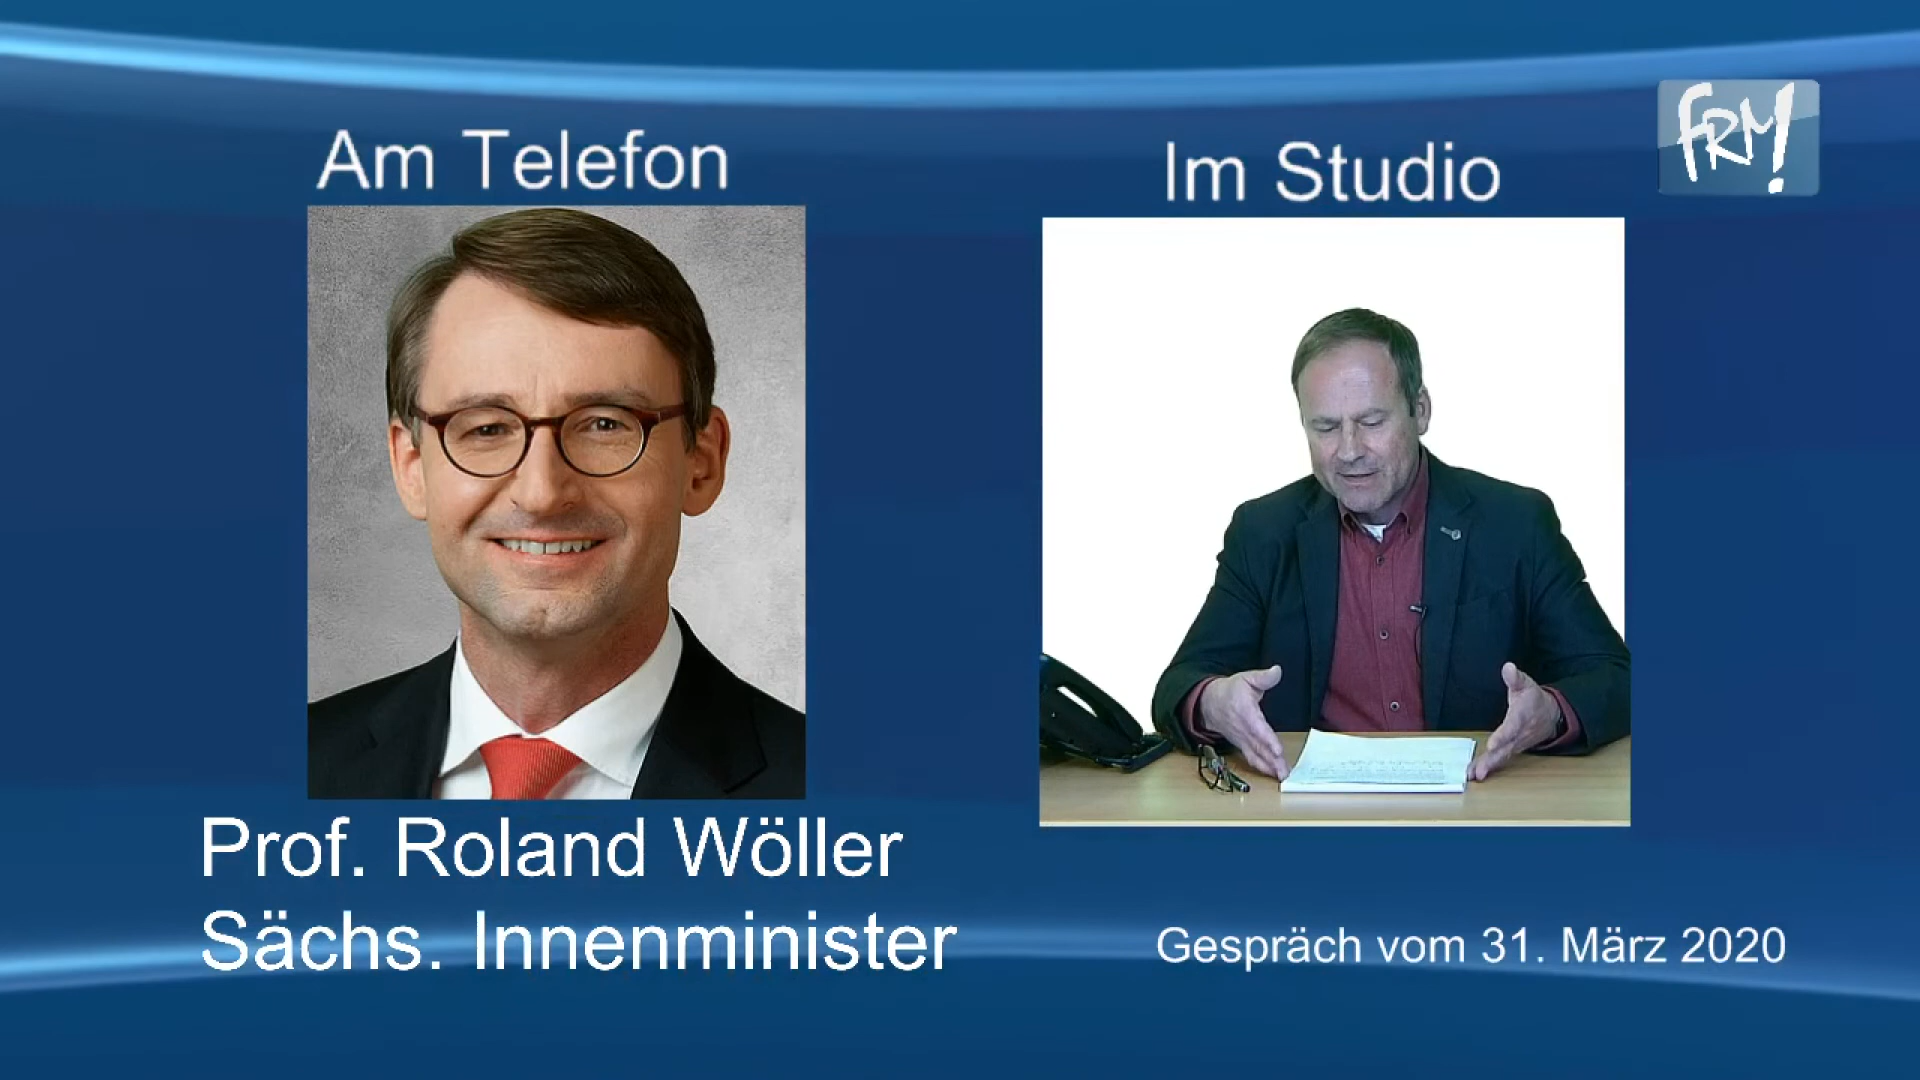 Am Telefon
Im Studio
FRM!
Prof. Roland Wöller
Sächs. Innenminister
Gespräch vom 31. März 2020